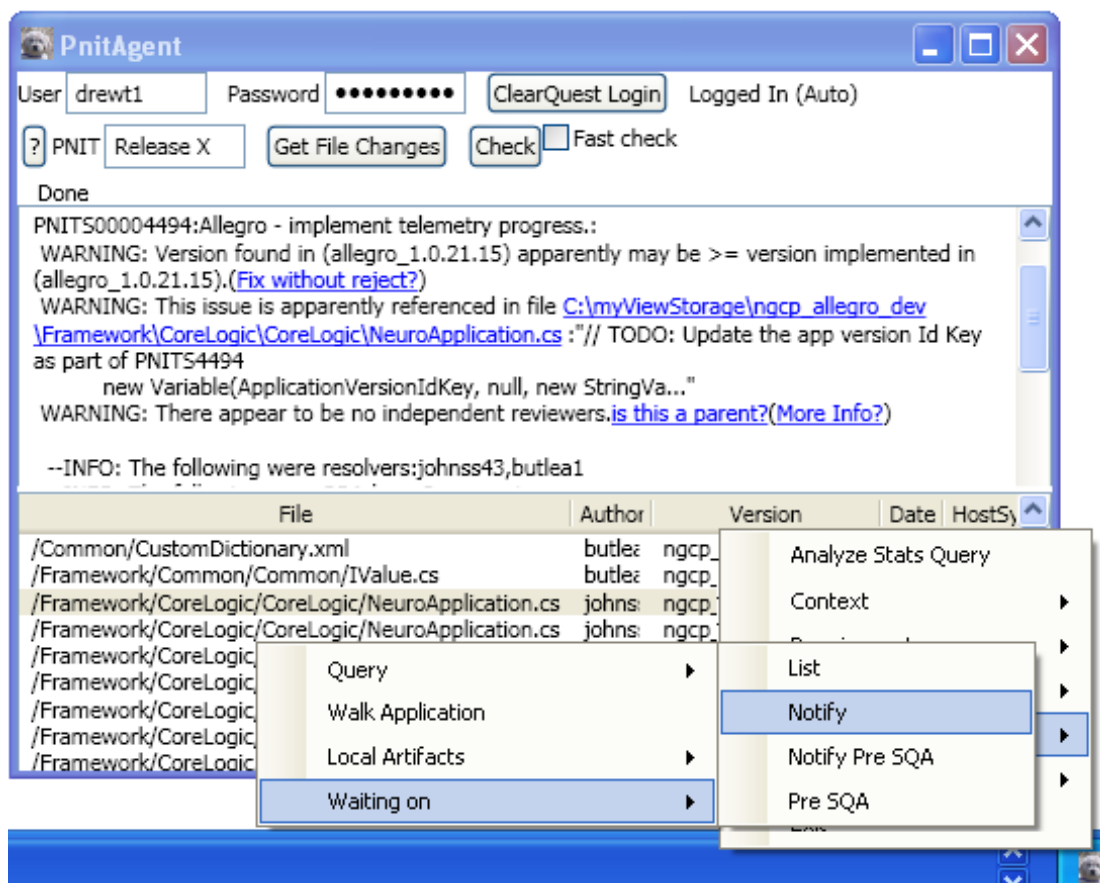 PnitAgent
User drewt1 Password ●●●●●●●●● ClearQuest Login Logged In (Auto)
? PNIT Release X Get File Changes Check Fast check
Done
PNITS00004494:Allegro - implement telemetry progress.:
WARNING: Version found in (allegro_1.0.21.15) apparently may be >= version implemented in
(allegro_1.0.21.15).(Fix without reject?)
WARNING: This issue is apparently referenced in file C:\myViewStorage\ngcp_allegro_dev
\Framework\CoreLogic\CoreLogic\NeuroApplication.cs :"// TODO: Update the app version Id Key
as part of PNITS4494
new Variable(ApplicationVersionIdKey, null, new StringVa..."
WARNING: There appear to be no independent reviewers.is this a parent?(More Info?)
--INFO: The following were resolvers:johnss43,butlea1
File Author Version Date HostSy
/Common/CustomDictionary.xml butlea ngcp_
/Framework/Common/Common/IValue.cs butlea ngcp_
/Framework/CoreLogic/CoreLogic/NeuroApplication.cs johns ngcp_
/Framework/CoreLogic/CoreLogic/NeuroApplication.cs johns ngcp_
/Framework/CoreLogic
/Framework/CoreLogic
/Framework/CoreLogic
/Framework/CoreLogic
/Framework/CoreLogic
Analyze Stats Query
Context
Query
Walk Application
Local Artifacts
Waiting on
List
Notify
Notify Pre SQA
Pre SQA